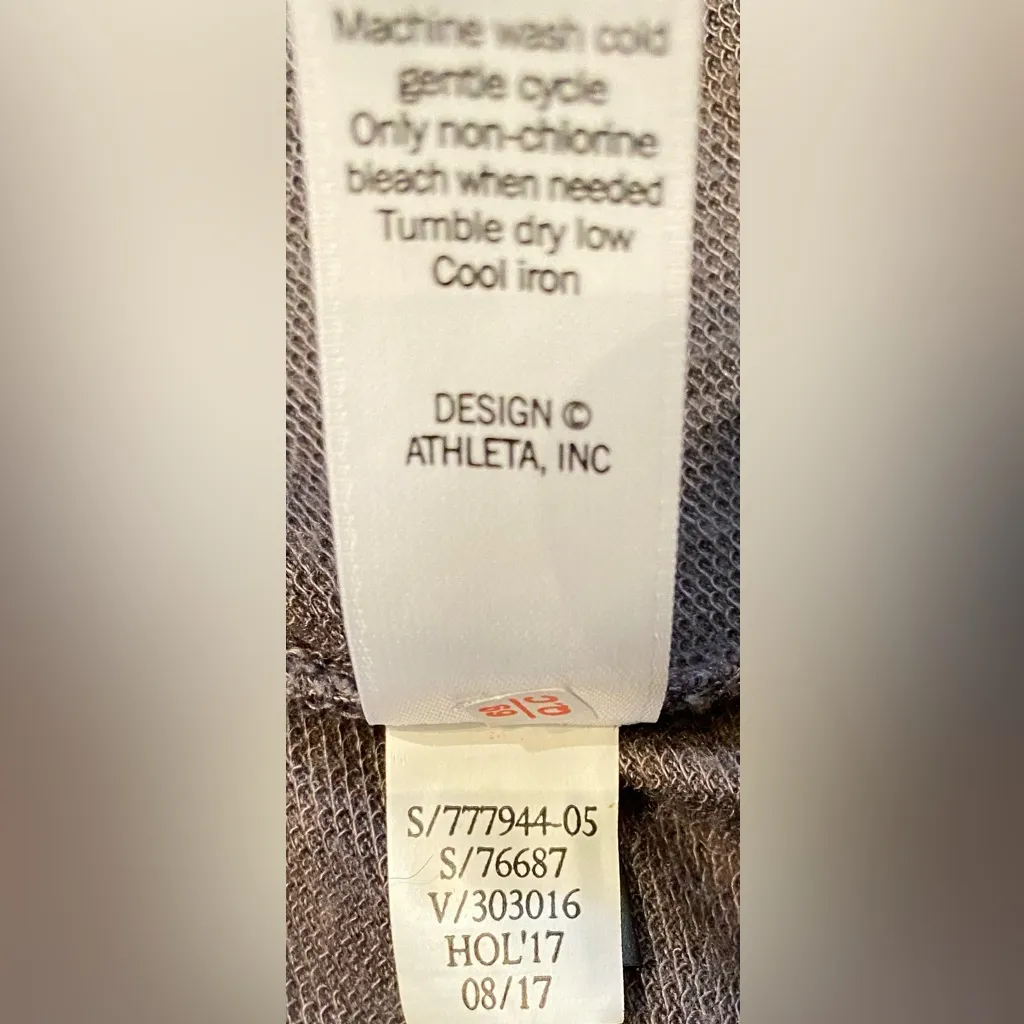 Machine wash cold
gentle cycle
Only non-chlorine
bleach when needed
Tumble dry low
Cool iron
DESIGN ©
ATHLETA, INC
S/777944-05
S/76687
V/303016
HOL'17
08/17